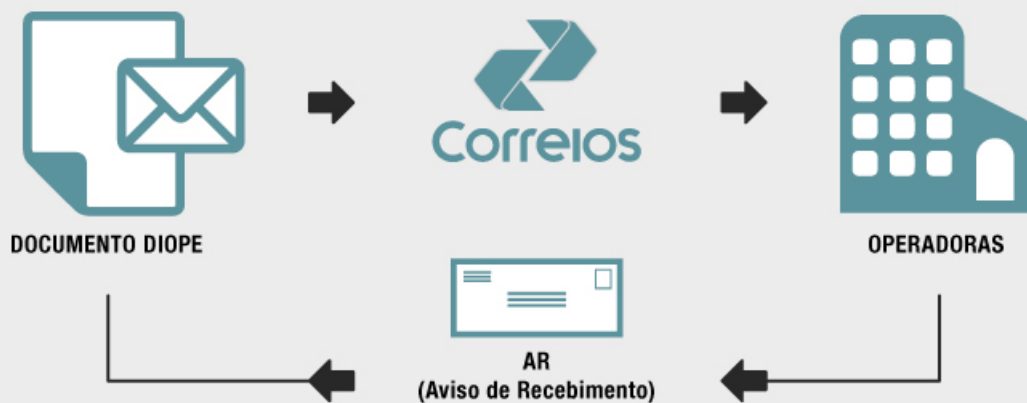 Correios
DOCUMENTO DIOPE
OPERADORAS
AR
(Aviso de Recebimento)